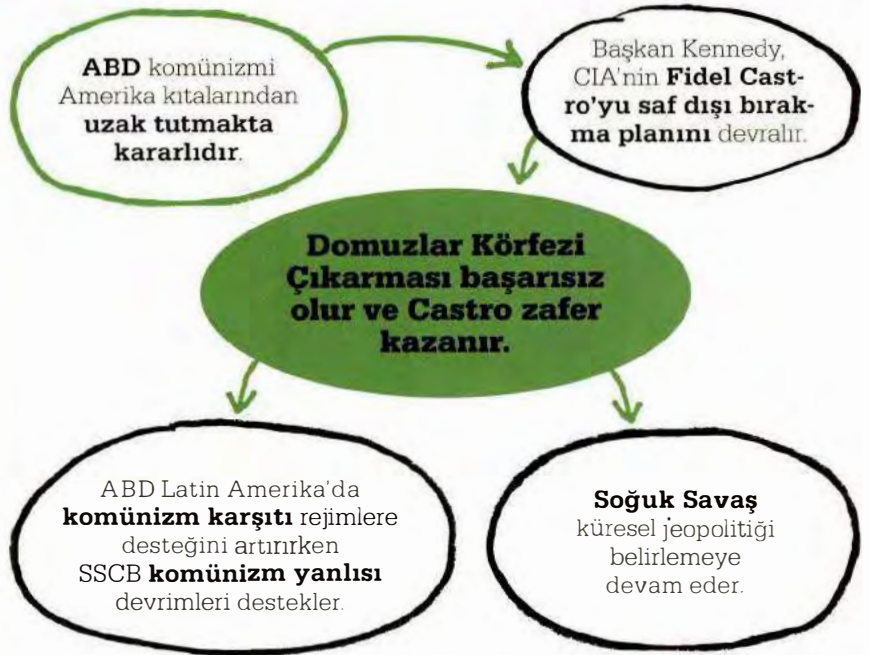 ABD komünizmi
Amerika kıtalarından
uzak tutmakta
kararlıdır.
Başkan Kennedy,
CIA'nin Fidel Cast-
ro'yu saf dışı bırak-
ma planını devralır.
Domuzlar Körfezi
Çıkarması başarısız
olur ve Castro zafer
kazanır.
ABD Latin Amerika'da
komünizm karşıtı rejimlere
desteğini artırırken
SSCB komünizm yanlısı
devrimleri destekler.
Soğuk Savaş
küresel jeopolitiği
belirlemeye
devam eder.